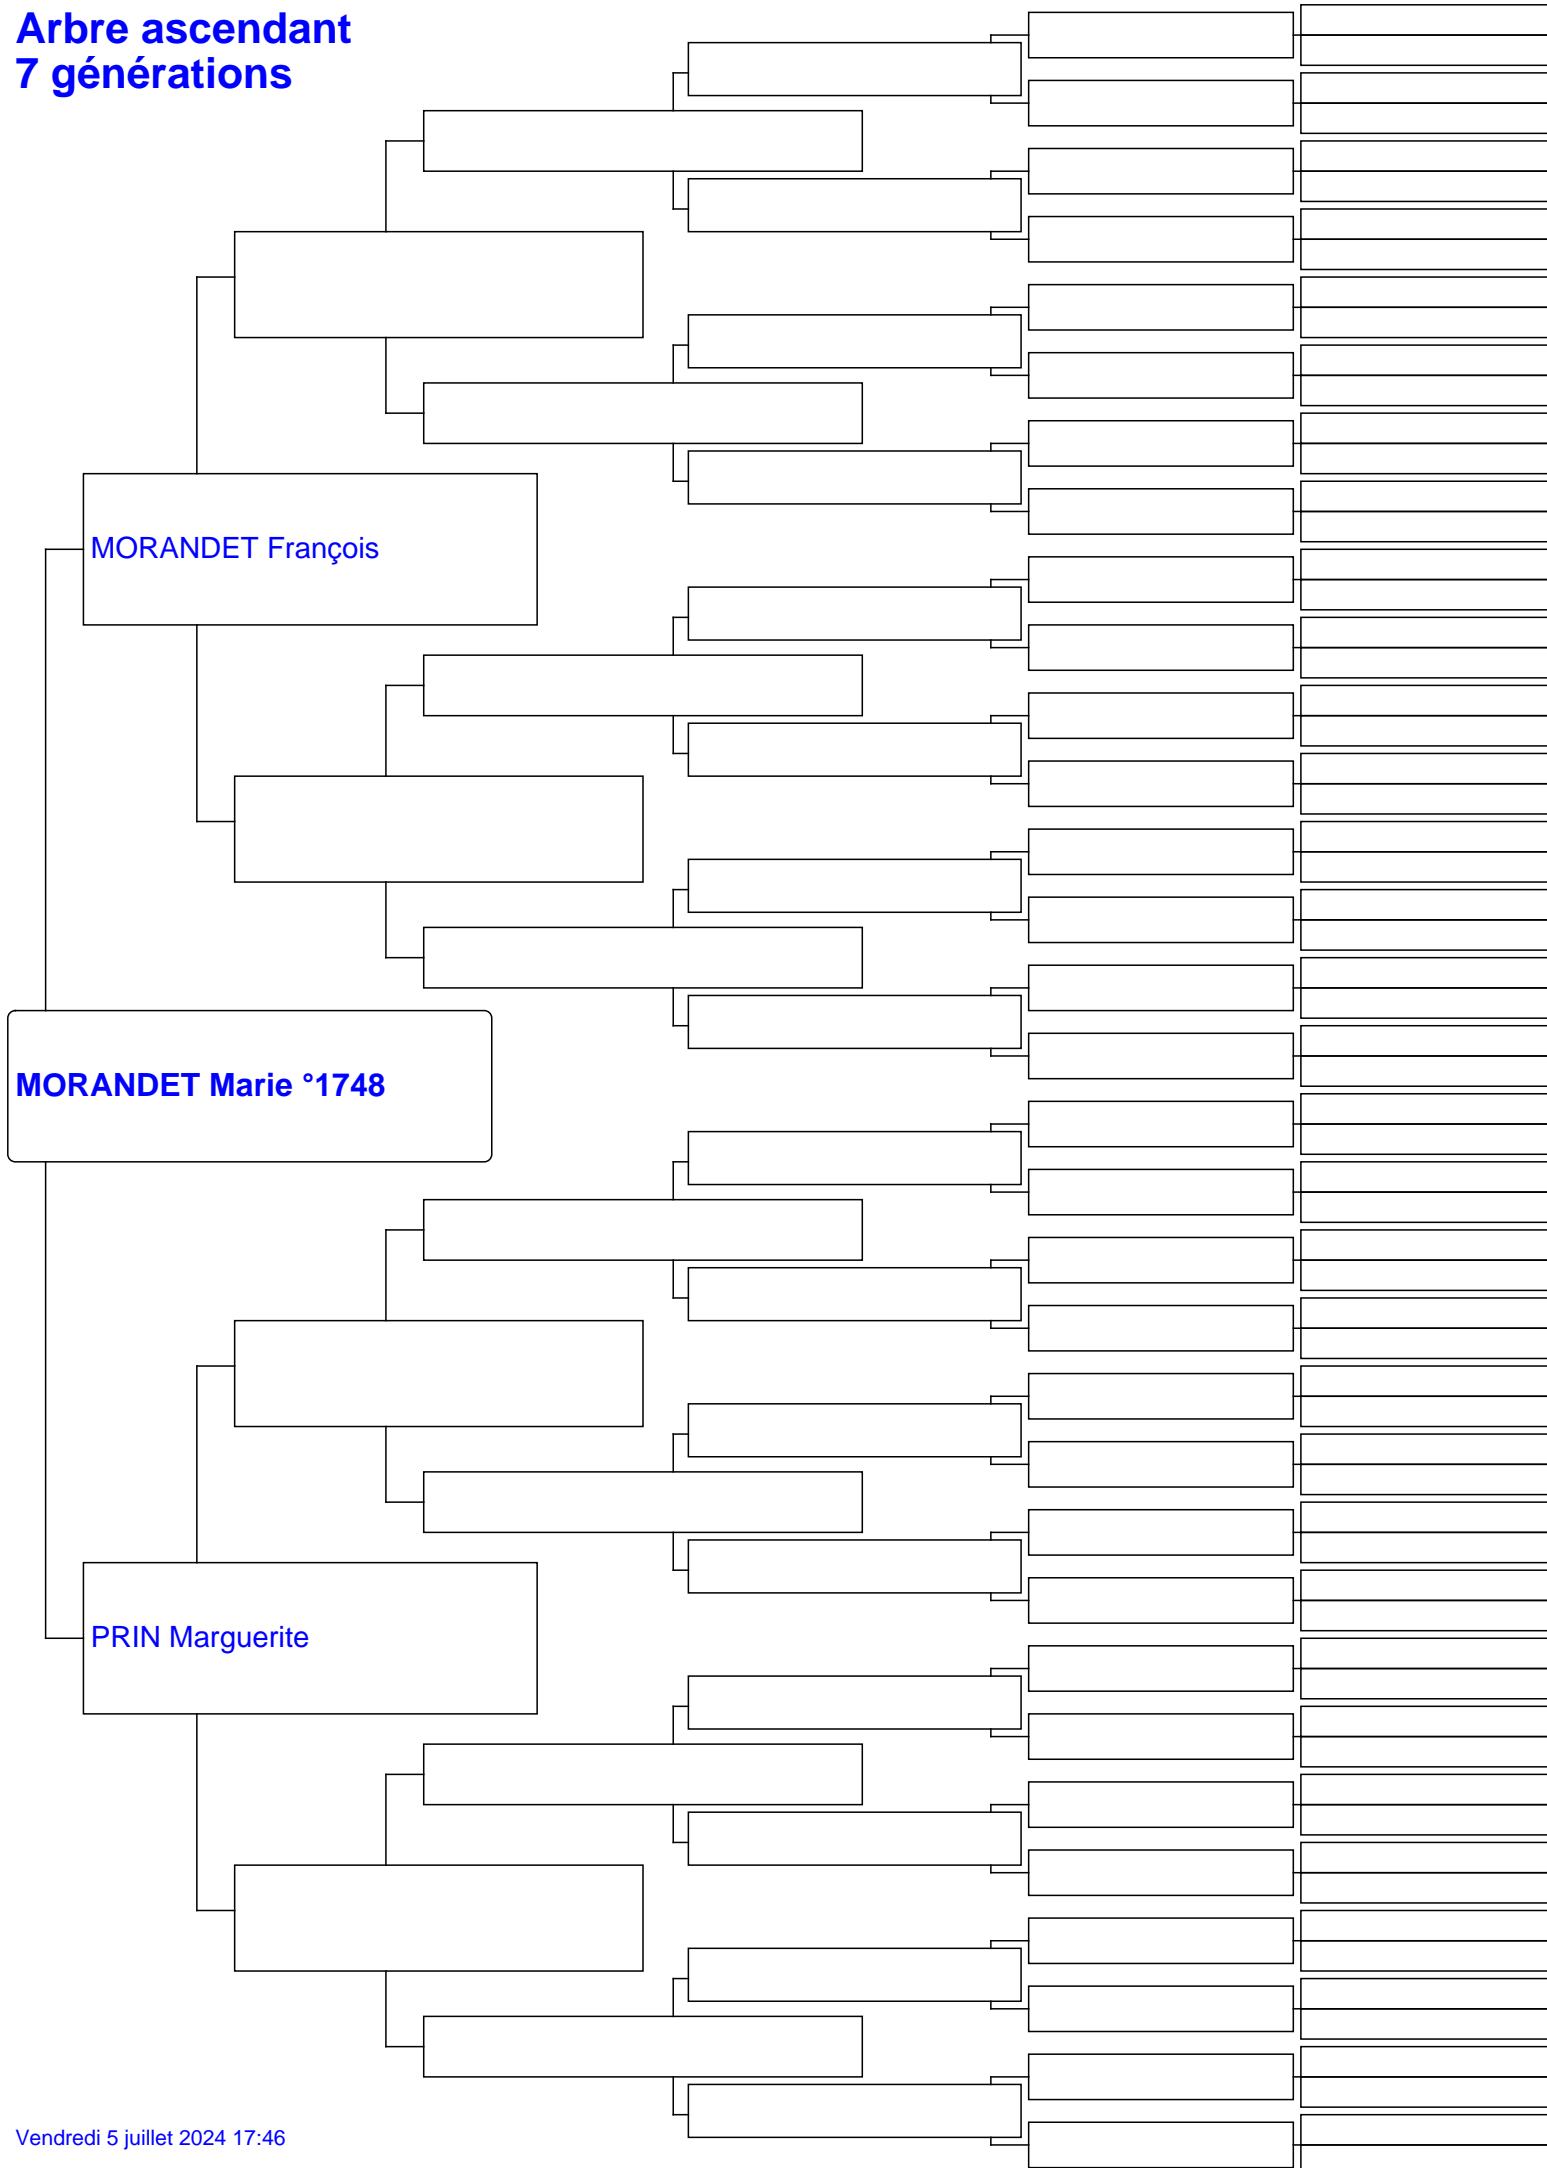 Arbre ascendant
7 générations
MORANDET François
MORANDET Marie °1748
PRIN Marguerite
Vendredi 5 juillet 2024 17:46